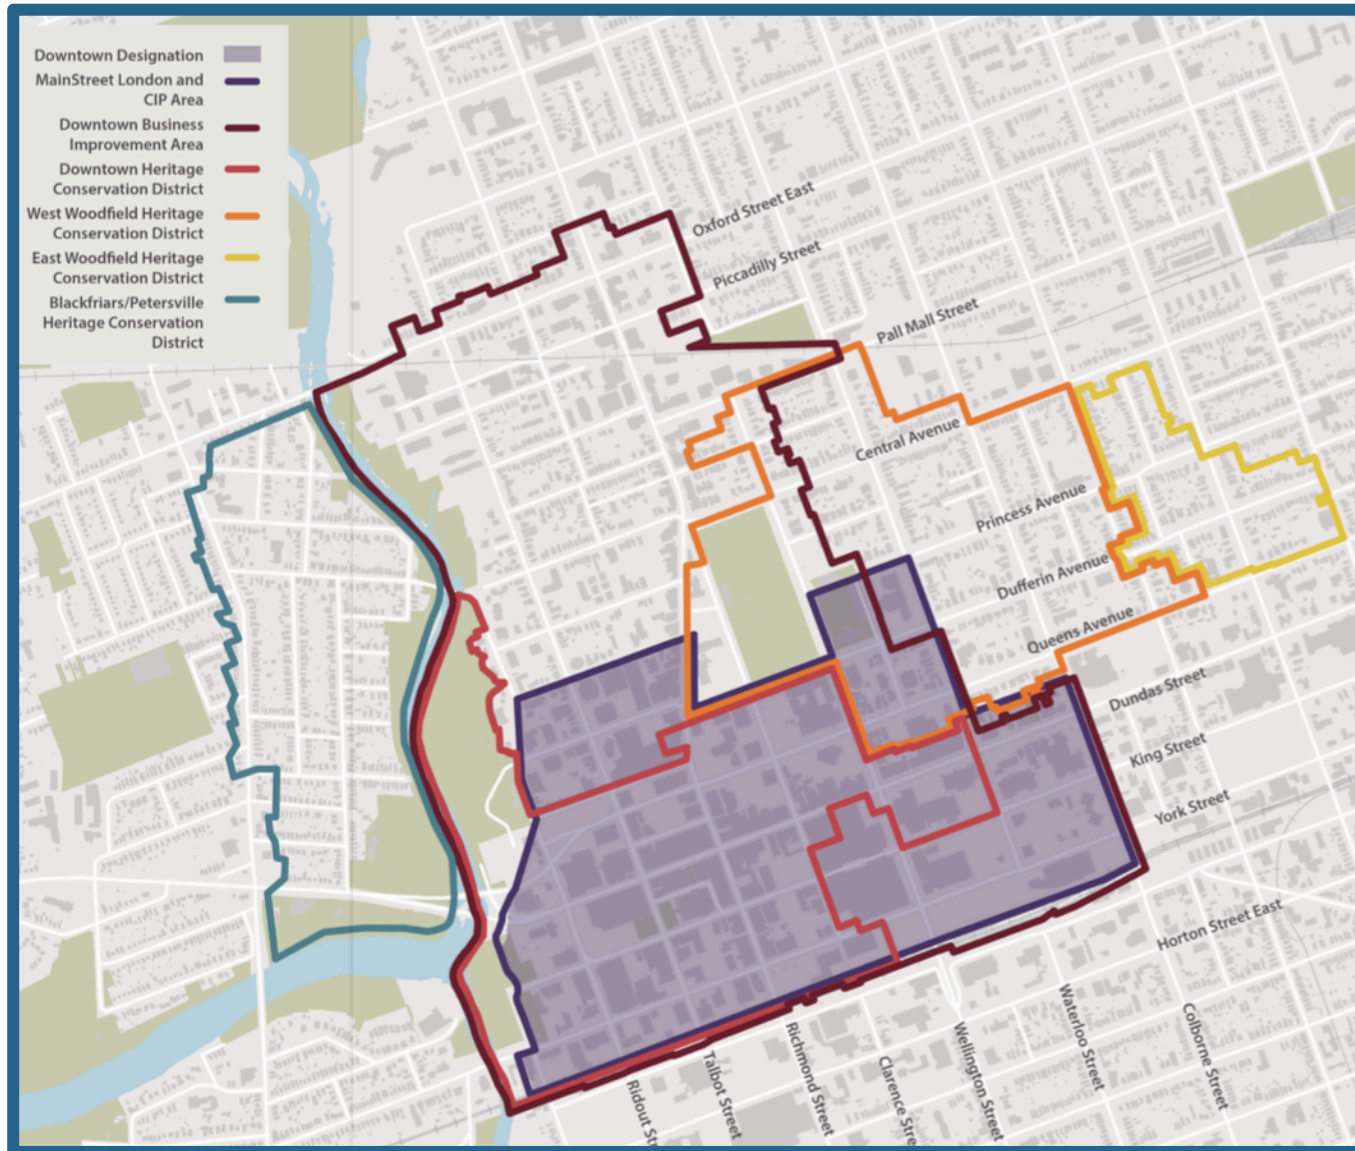 Downtown Designation
MainStreet London and
CIP Area
Downtown Business
Improvement Area
Downtown Heritage
Conservation District
West Woodfield Heritage
Conservation District
East Woodfield Heritage
Conservation District
Blackfriars/Petersville
Heritage Conservation
District
Oxford Street East
Piccadilly Street
Pall Mall Street
Central Avenue
Princess Avenue
Dufferin Avenue
Queens Avenue
Dundas Street
King Street
York Street
Horton Street East
Ridout Str
Talbot Street
Richmond Street
Clarence Stree
Wellington Street
Waterloo Street
Colborne Street